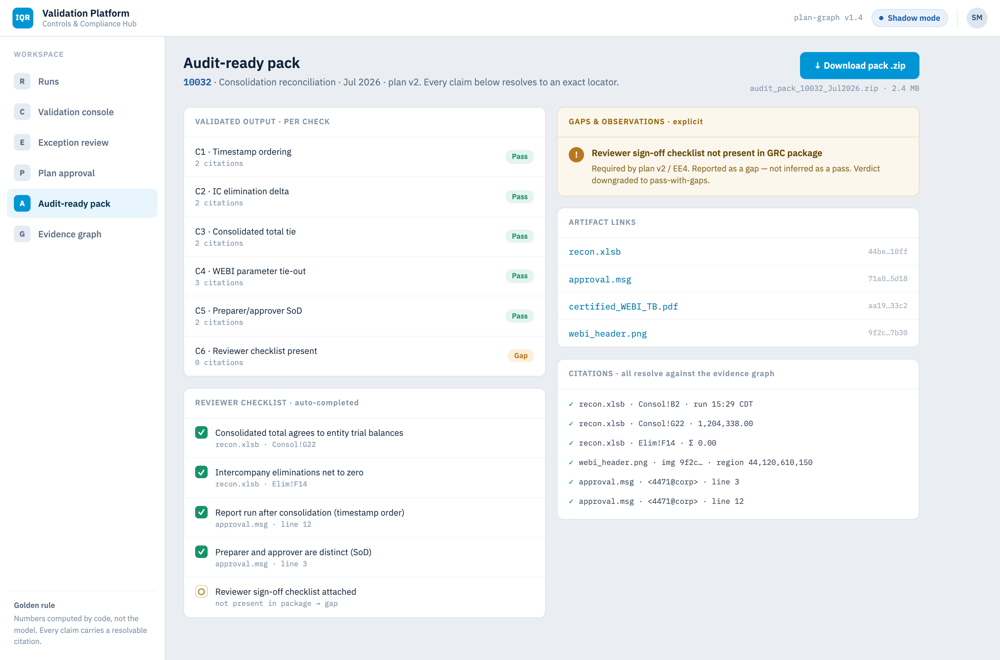 IQR
Validation Platform
Controls & Compliance Hub
plan-graph v1.4
Shadow mode
SM
WORKSPACE
R Runs
C Validation console
E Exception review
P Plan approval
A Audit-ready pack
G Evidence graph
Golden rule
Numbers computed by code, not the
model. Every claim carries a resolvable
citation.
Audit-ready pack
10032 · Consolidation reconciliation · Jul 2026 · plan v2. Every claim below resolves to an exact locator.
↓ Download pack .zip
audit_pack_10032_Jul2026.zip · 2.4 MB
VALIDATED OUTPUT · PER CHECK
C1 · Timestamp ordering
2 citations
Pass
C2 · IC elimination delta
2 citations
Pass
C3 · Consolidated total tie
2 citations
Pass
C4 · WEBI parameter tie-out
3 citations
Pass
C5 · Preparer/approver SoD
2 citations
Pass
C6 · Reviewer checklist present
0 citations
Gap
REVIEWER CHECKLIST · auto-completed
Consolidated total agrees to entity trial balances
recon.xlsb · Consol!G22
Intercompany eliminations net to zero
recon.xlsb · Elim!F14
Report run after consolidation (timestamp order)
approval.msg · line 12
Preparer and approver are distinct (SoD)
approval.msg · line 3
Reviewer sign-off checklist attached
not present in package → gap
GAPS & OBSERVATIONS · explicit
! Reviewer sign-off checklist not present in GRC package
Required by plan v2 / EE4. Reported as a gap — not inferred as a pass. Verdict
downgraded to pass-with-gaps.
ARTIFACT LINKS
recon.xlsb 44be…10ff
approval.msg 71a0…5d18
certified_WEBI_TB.pdf aa19…33c2
webi_header.png 9f2c…7b30
CITATIONS · all resolve against the evidence graph
✓ recon.xlsb · Consol!B2 · run 15:29 CDT
✓ recon.xlsb · Consol!G22 · 1,204,338.00
✓ recon.xlsb · Elim!F14 · Σ 0.00
✓ webi_header.png · img 9f2c… · region 44,120,610,150
✓ approval.msg · <4471@corp> · line 3
✓ approval.msg · <4471@corp> · line 12